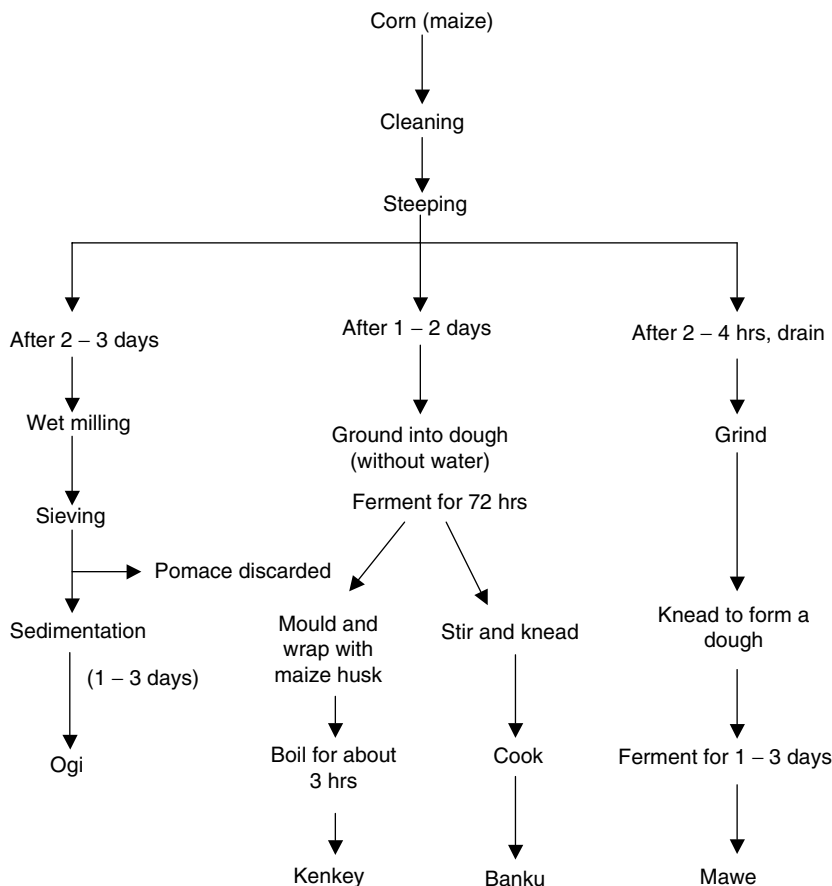 Corn (maize)
Cleaning
Steeping
After 2 – 3 days
Wet milling
Sieving
Pomace discarded
Sedimentation
(1 – 3 days)
Ogi
After 1 – 2 days
Ground into dough
(without water)
Ferment for 72 hrs
Mould and
wrap with
maize husk
Boil for about
3 hrs
Kenkey
Stir and knead
Cook
Banku
After 2 – 4 hrs, drain
Grind
Knead to form a
dough
Ferment for 1 – 3 days
Mawe